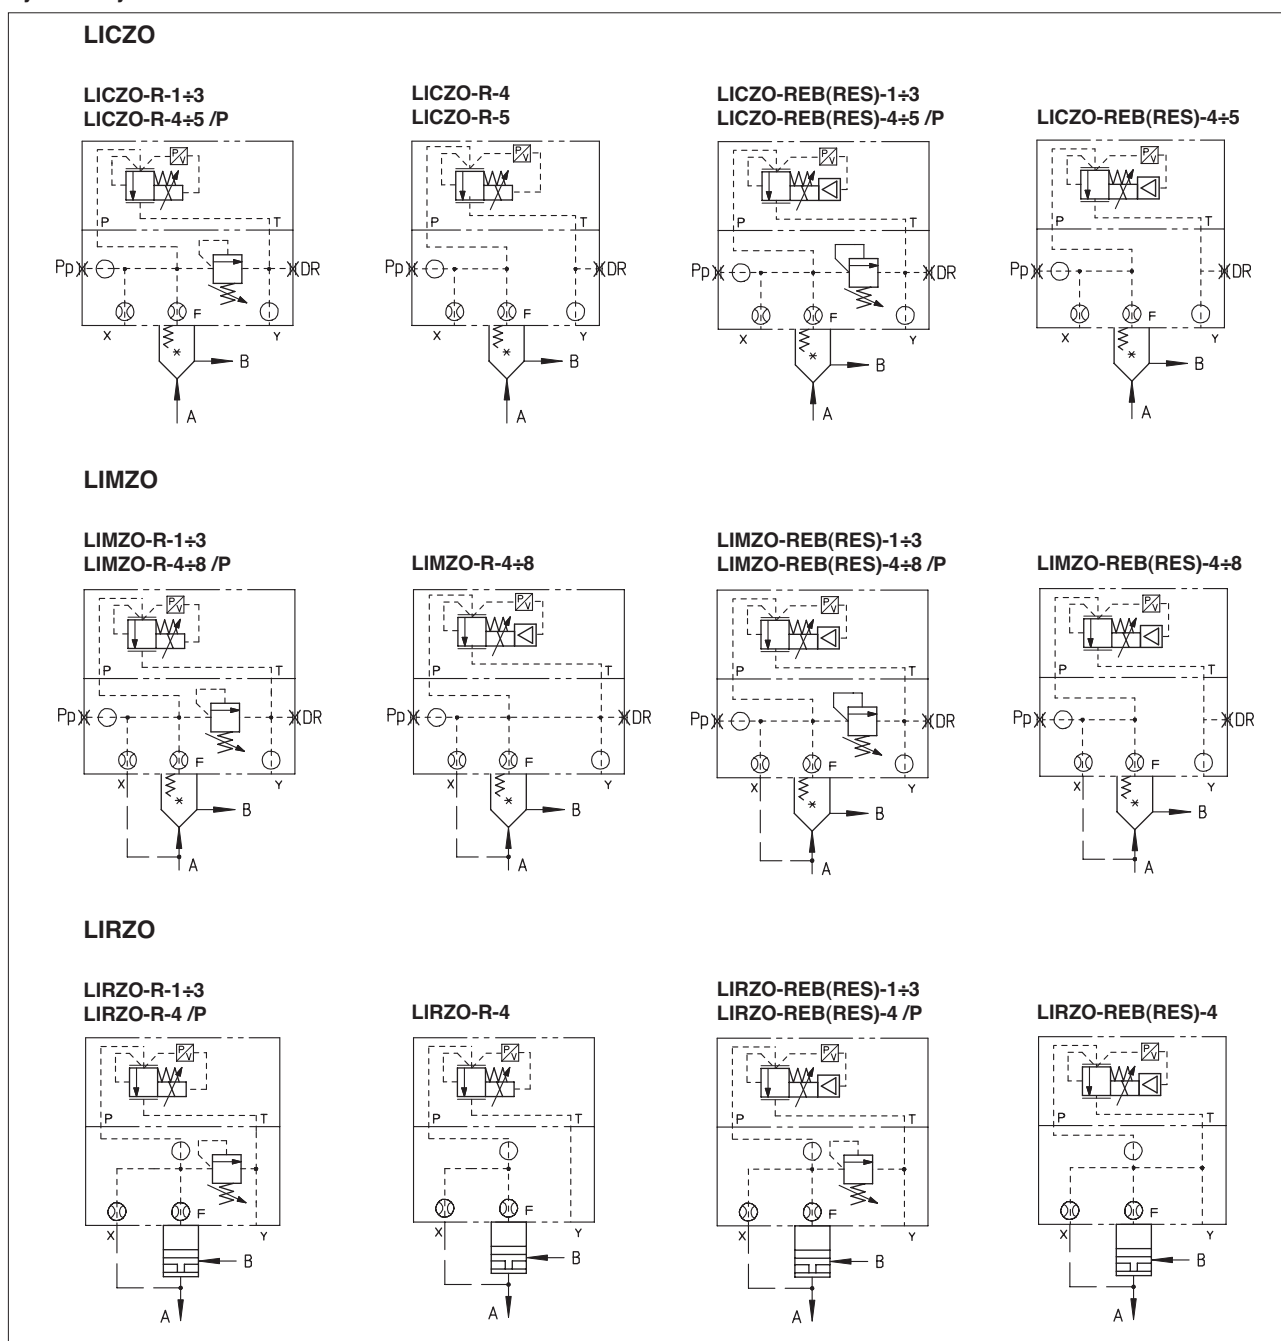 LICZO
LICZO-R-1÷3
LICZO-R-4÷5 /P
LICZO-R-4
LICZO-R-5
LICZO-REB(RES)-1÷3
LICZO-REB(RES)-4÷5 /P
LICZO-REB(RES)-4÷5
P/V
P/V
P/V
P/V
P T
P T
P T
P T
Pp DR
Pp DR
Pp DR
Pp DR
X F Y
X F Y
X F Y
X F Y
B
B
B
B
A
A
A
A
LIMZO
LIMZO-R-1÷3
LIMZO-R-4÷8 /P
LIMZO-R-4÷8
LIMZO-REB(RES)-1÷3
LIMZO-REB(RES)-4÷8 /P
LIMZO-REB(RES)-4÷8
P/V
P/V
P/V
P/V
P T
P T
P T
P T
Pp DR
Pp DR
Pp DR
Pp DR
X F Y
X F Y
X F Y
X F Y
B
B
B
B
A
A
A
A
LIRZO
LIRZO-R-1÷3
LIRZO-R-4 /P
LIRZO-R-4
LIRZO-REB(RES)-1÷3
LIRZO-REB(RES)-4 /P
LIRZO-REB(RES)-4
P/V
P/V
P/V
P/V
P T
P T
P T
P T
X F Y
X F Y
X F Y
X F Y
B
B
B
B
A
A
A
A